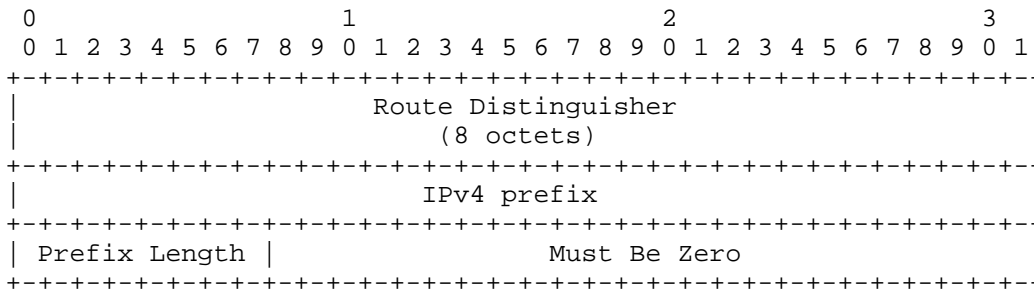 0                   1                   2                   3
 0 1 2 3 4 5 6 7 8 9 0 1 2 3 4 5 6 7 8 9 0 1 2 3 4 5 6 7 8 9 0 1
+-+-+-+-+-+-+-+-+-+-+-+-+-+-+-+-+-+-+-+-+-+-+-+-+-+-+-+-+-+-+-+-
|                      Route Distinguisher
|                          (8 octets)
+-+-+-+-+-+-+-+-+-+-+-+-+-+-+-+-+-+-+-+-+-+-+-+-+-+-+-+-+-+-+-+-
|                         IPv4 prefix
+-+-+-+-+-+-+-+-+-+-+-+-+-+-+-+-+-+-+-+-+-+-+-+-+-+-+-+-+-+-+-+-
| Prefix Length |                 Must Be Zero
+-+-+-+-+-+-+-+-+-+-+-+-+-+-+-+-+-+-+-+-+-+-+-+-+-+-+-+-+-+-+-+-